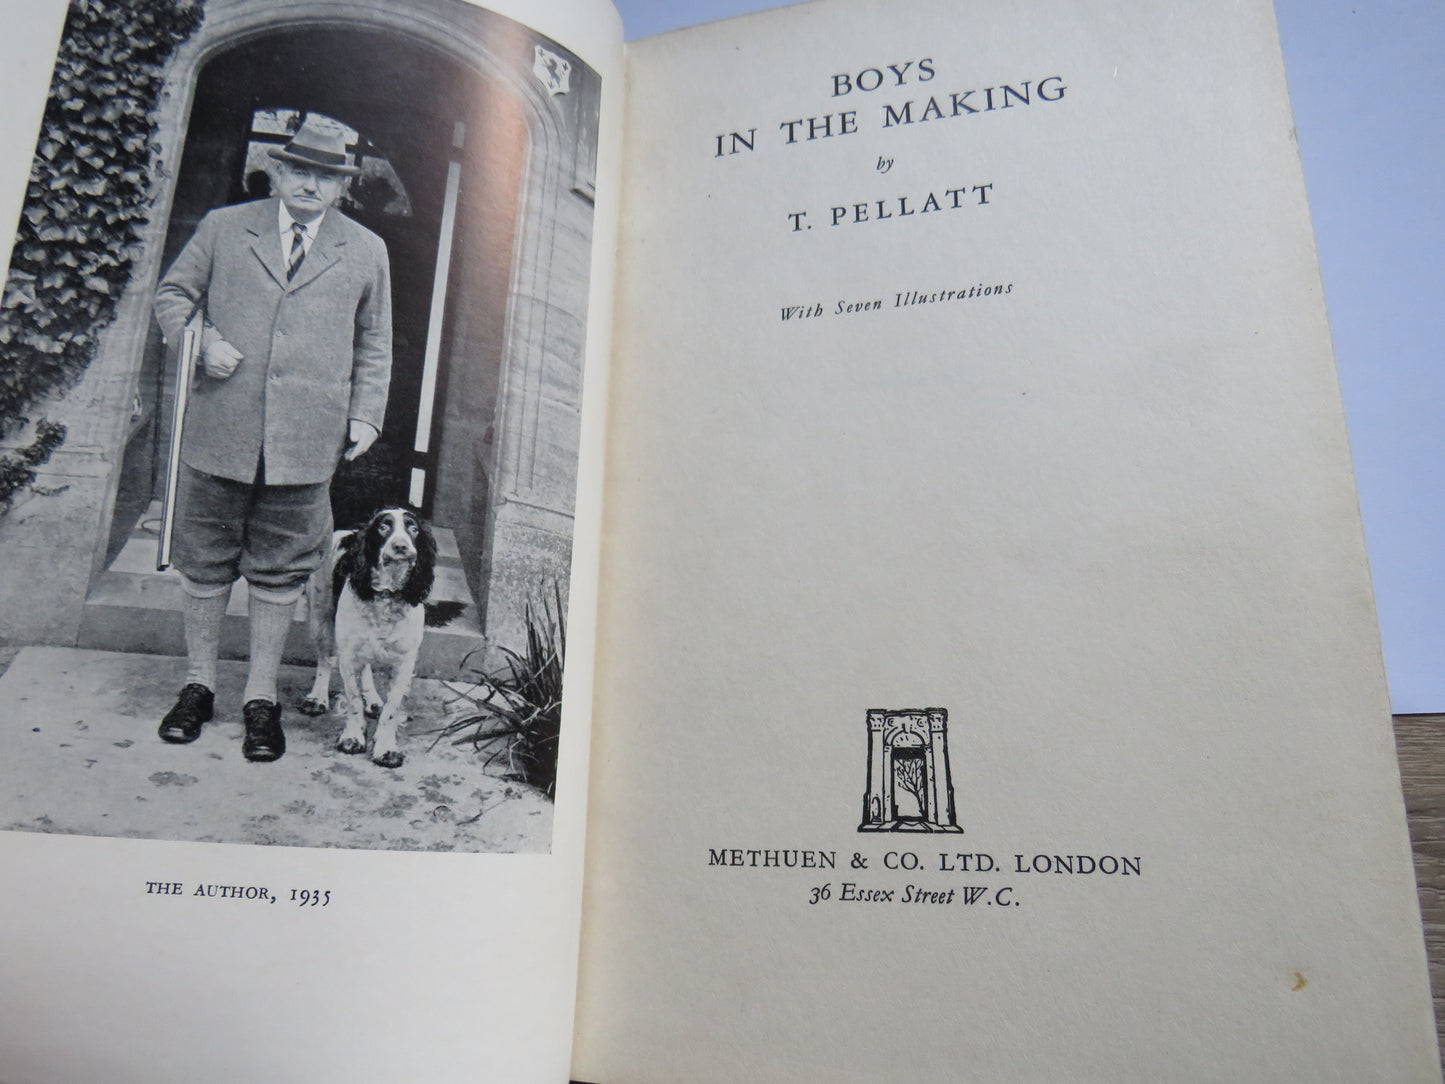 THE AUTHOR, 1935
BOYS
IN THE MAKING
by
T. PELLATT
With Seven Illustrations
METHUEN & CO. LTD. LONDON
36 Essex Street W.C.